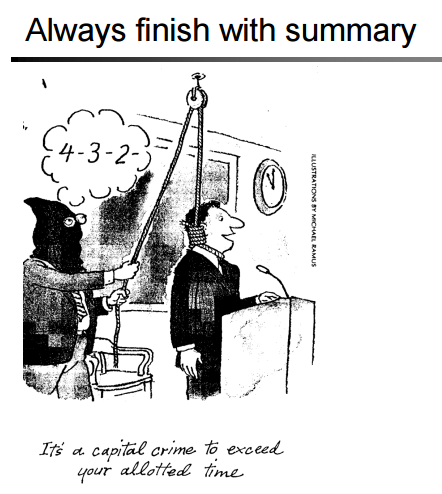 Always finish with summary
4-3-2-
ILLUSTRATIONS BY MICHAEL RAMUS
It's a capital crime to exceed
your allotted time